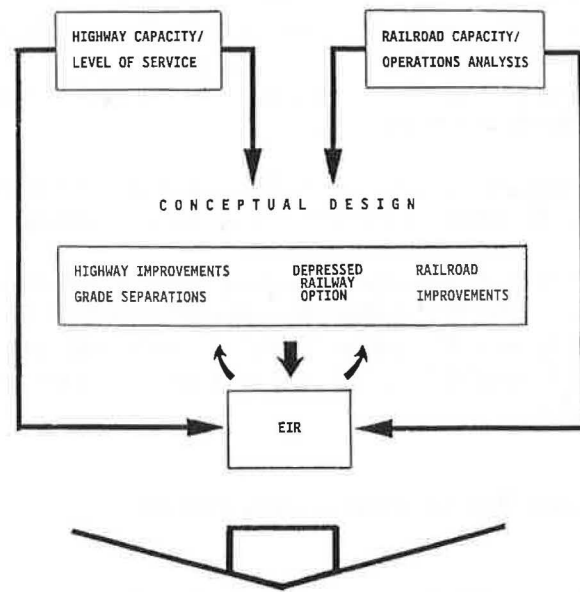 HIGHWAY CAPACITY/
LEVEL OF SERVICE
RAILROAD CAPACITY/
OPERATIONS ANALYSIS
CONCEPTUAL DESIGN
HIGHWAY IMPROVEMENTS
GRADE SEPARATIONS
DEPRESSED
RAILWAY
OPTION
RAILROAD
IMPROVEMENTS
EIR